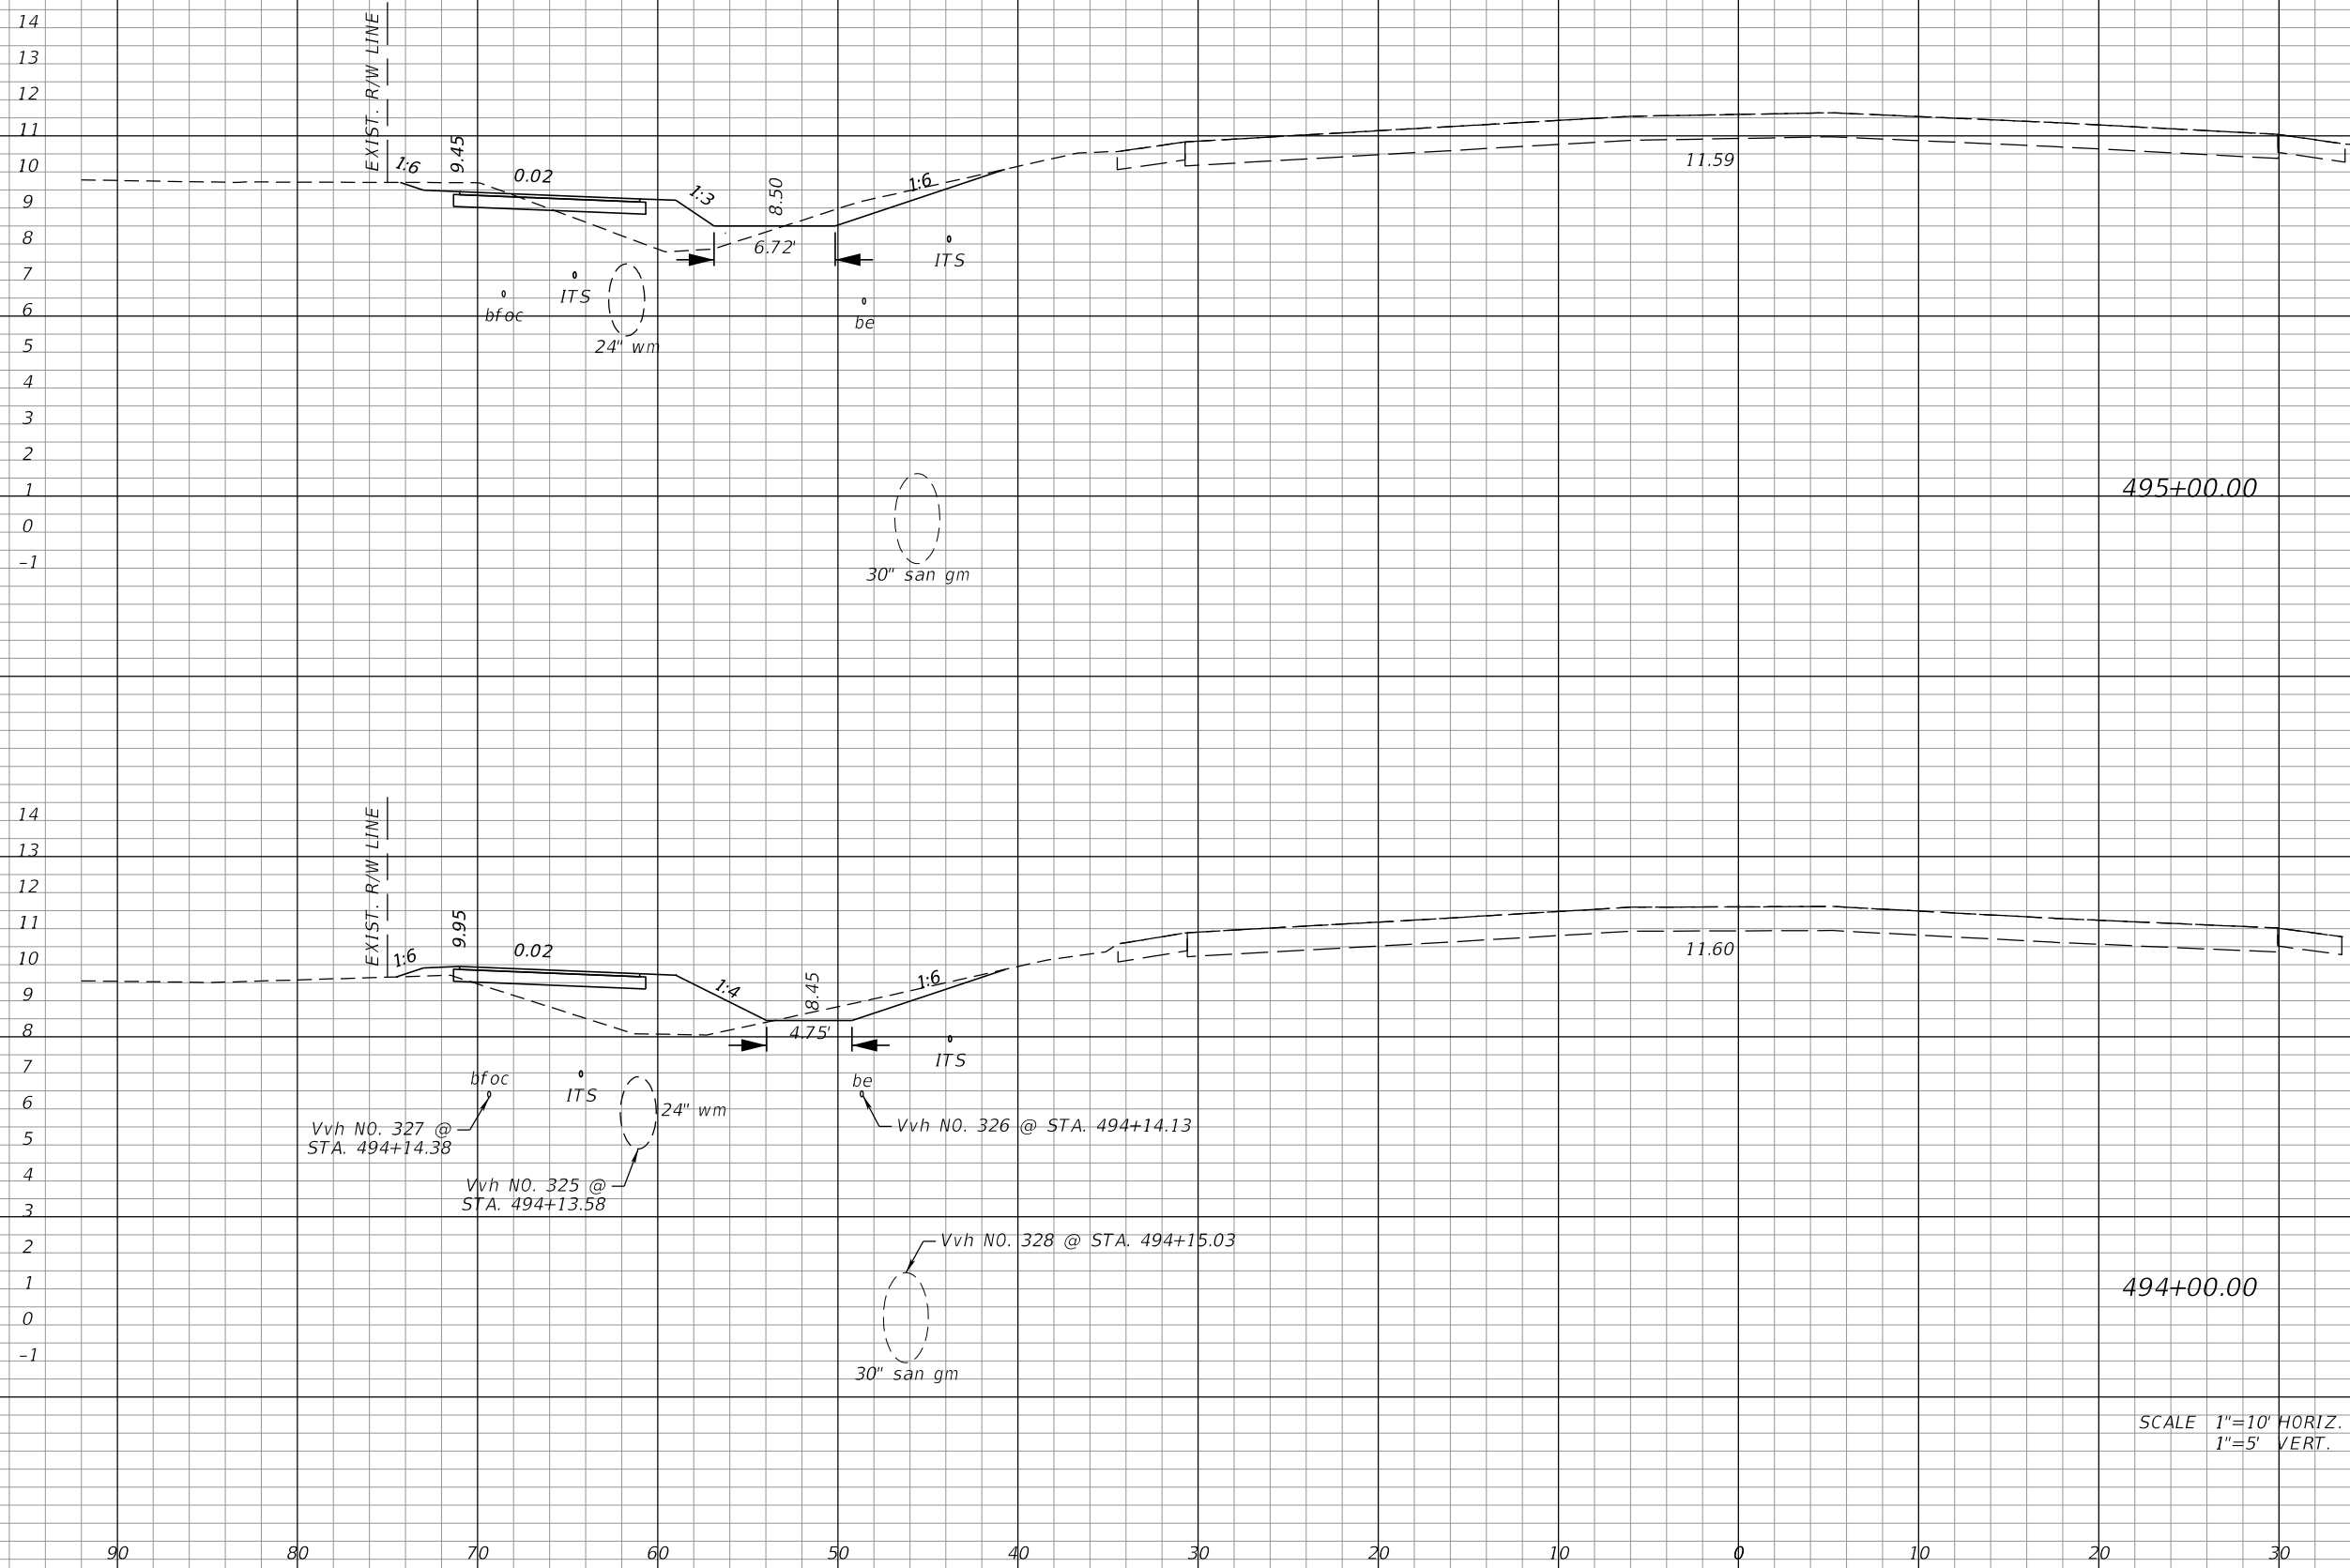 14
13
12
11
10
9
8
7
6
5
4
3
2
1
0
-1
EXIST. R/W LINE
1:6
9.45
0.02
1:3
8.50
6.72'
1:6
11.59
ITS
bfoc
ITS
24" wm
be
30" san gm
495+00.00
14
13
12
11
10
9
8
7
6
5
4
3
2
1
0
-1
EXIST. R/W LINE
1:6
9.95
0.02
1:4
8.45
4.75'
1:6
11.60
ITS
bfoc
ITS
24" wm
be
Vvh NO. 327 @
STA. 494+14.38
Vvh NO. 326 @ STA. 494+14.13
Vvh NO. 325 @
STA. 494+13.58
Vvh NO. 328 @ STA. 494+15.03
30" san gm
494+00.00
SCALE 1"=10' HORIZ.
1"=5' VERT.
90 80 70 60 50 40 30 20 10 0 10 20 30